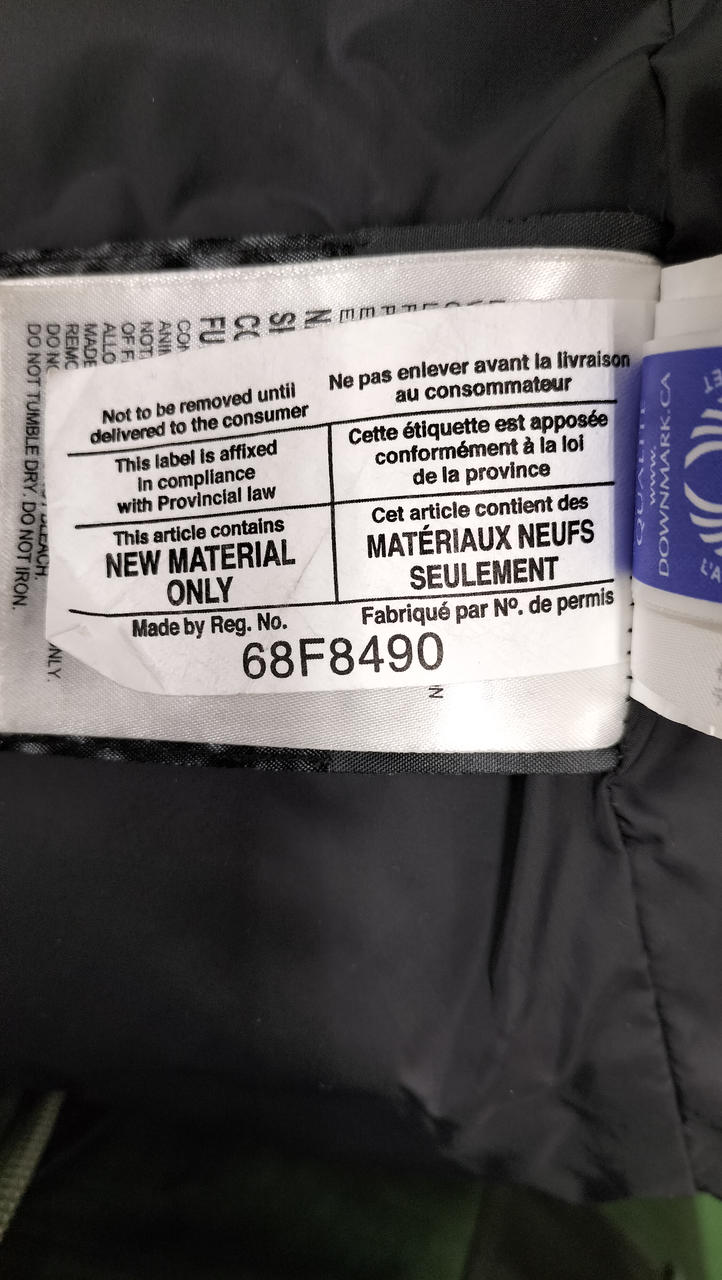 Not to be removed until
delivered to the consumer
Ne pas enlever avant la livraison
au consommateur
This label is affixed
in compliance
with Provincial law
Cette étiquette est apposée
conformément à la loi
de la province
This article contains
NEW MATERIAL
ONLY
Cet article contient des
MATÉRIAUX NEUFS
SEULEMENT
Made by Reg. No.
Fabriqué par Nº. de permis
68F8490
DO NOT TUMBLE DRY. DO NOT IRON.
QUALITÉ
www.
DOWNMARK.CA